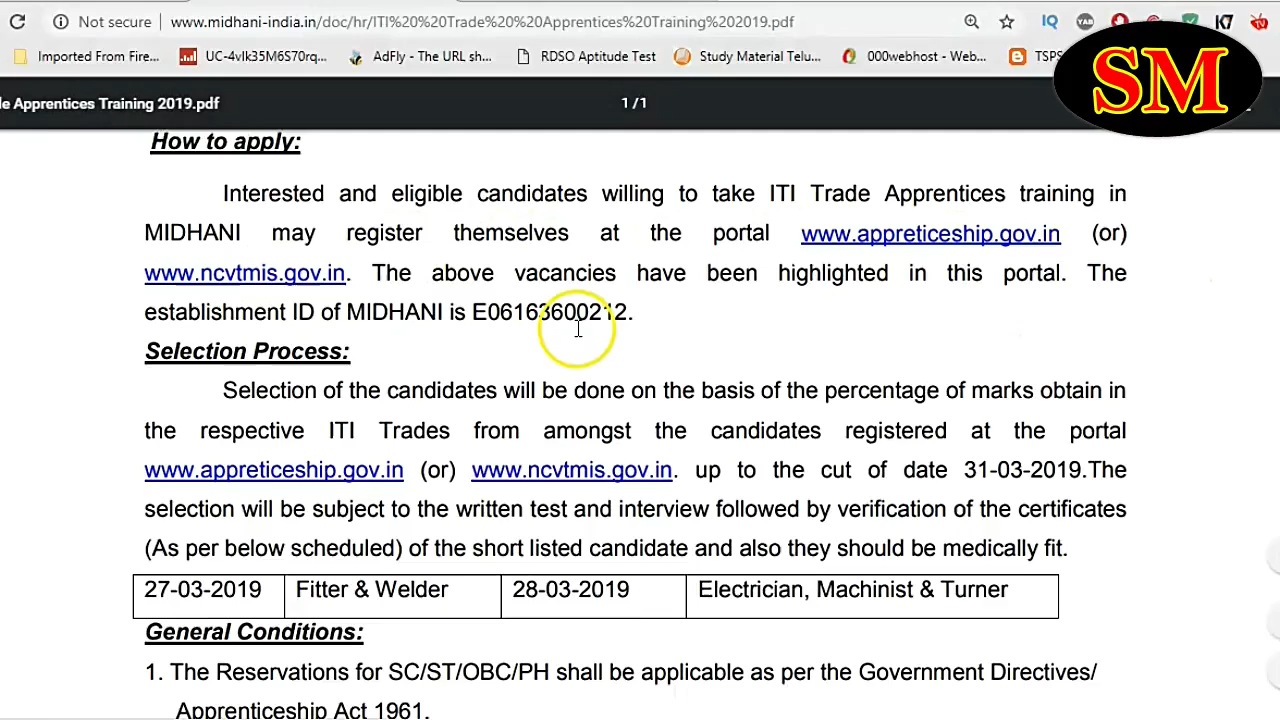 Not secure | www.midhani-india.in/doc/hr/ITI%20%20Trade%20%20Apprentices%20Training%202019.pdf
IQ YAB K7
Imported From Fire... UC-4vlk35M6S70rq... AdFly - The URL sh... RDSO Aptitude Test Study Material Telu... 000webhost - Web... TSPS
SM
de Apprentices Training 2019.pdf 1 / 1
How to apply:
Interested and eligible candidates willing to take ITI Trade Apprentices training in
MIDHANI may register themselves at the portal www.appreticeship.gov.in (or)
www.ncvtmis.gov.in. The above vacancies have been highlighted in this portal. The
establishment ID of MIDHANI is E06163600212.
Selection Process:
Selection of the candidates will be done on the basis of the percentage of marks obtain in
the respective ITI Trades from amongst the candidates registered at the portal
www.appreticeship.gov.in (or) www.ncvtmis.gov.in. up to the cut of date 31-03-2019.The
selection will be subject to the written test and interview followed by verification of the certificates
(As per below scheduled) of the short listed candidate and also they should be medically fit.
27-03-2019 Fitter & Welder 28-03-2019 Electrician, Machinist & Turner
General Conditions:
1. The Reservations for SC/ST/OBC/PH shall be applicable as per the Government Directives/
Apprenticeship Act 1961.